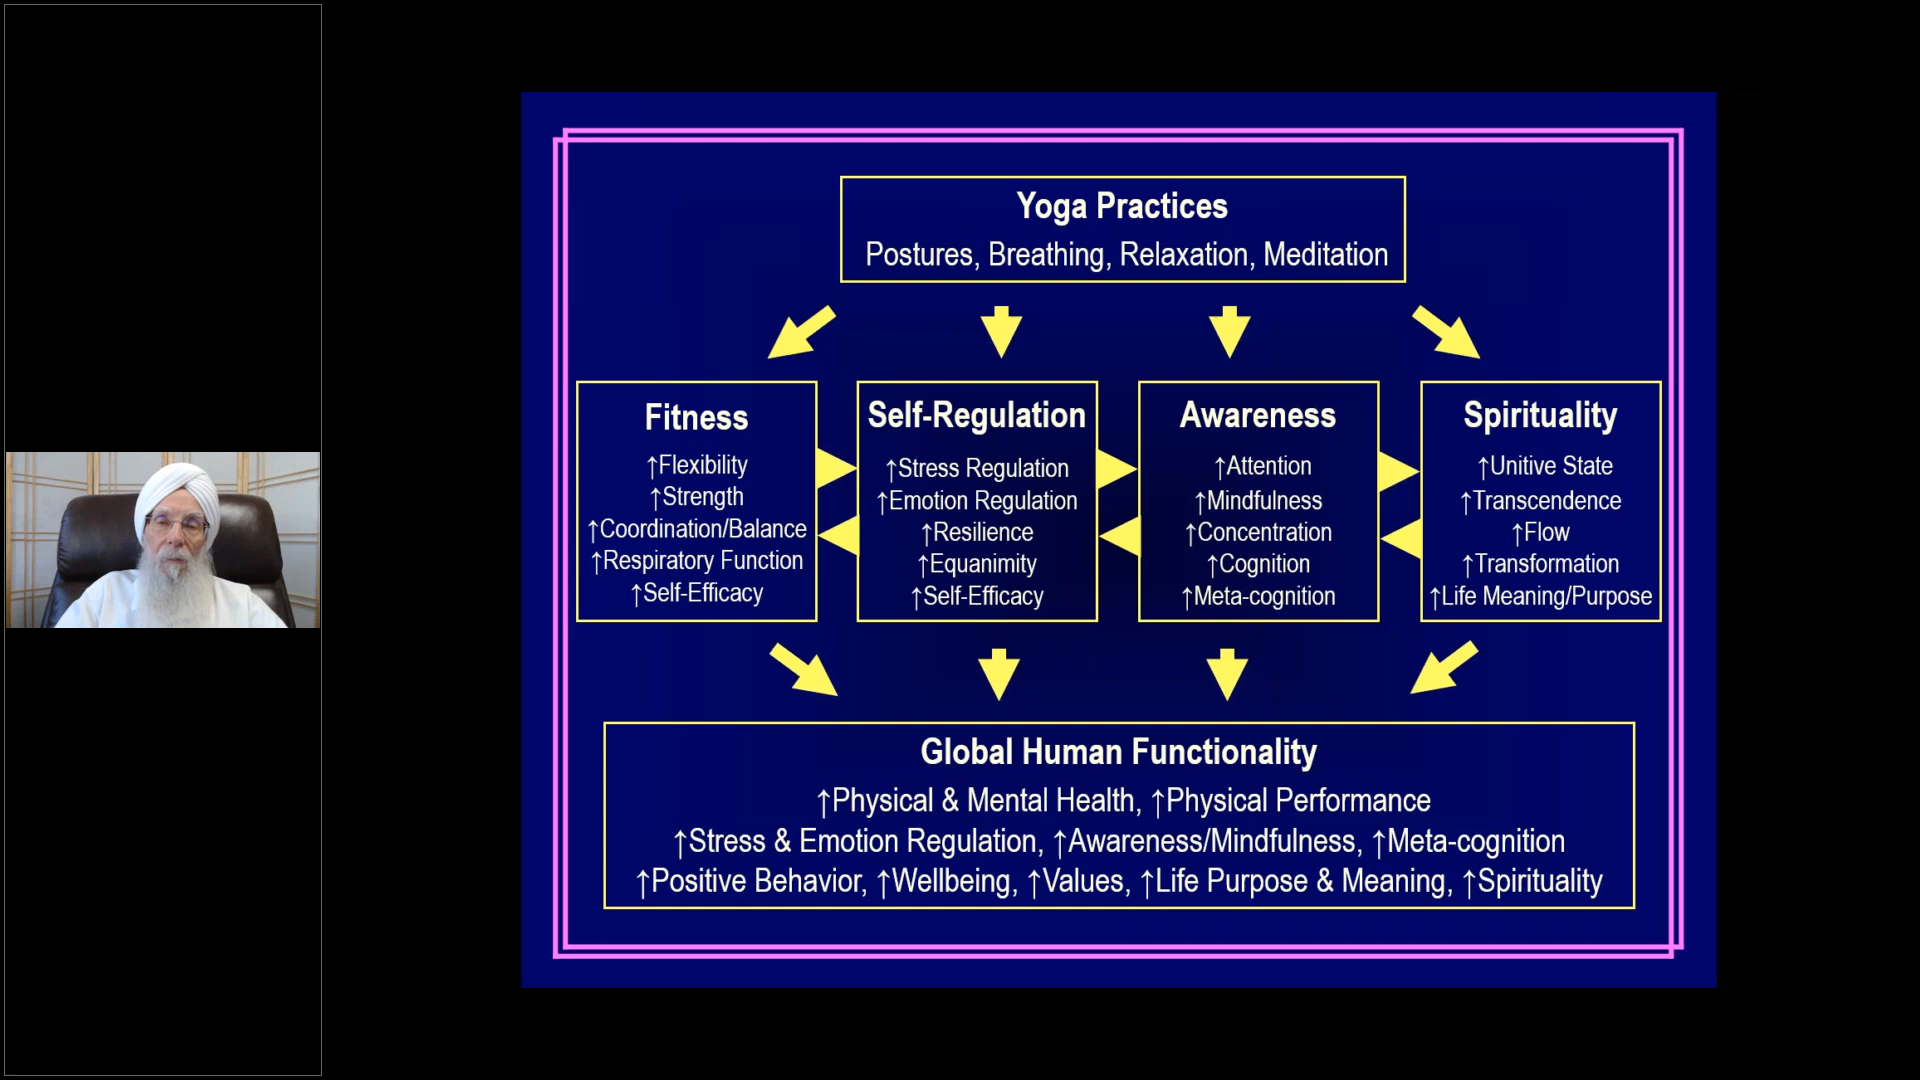 Yoga Practices
Postures, Breathing, Relaxation, Meditation
Fitness
↑Flexibility
↑Strength
↑Coordination/Balance
↑Respiratory Function
↑Self-Efficacy
Self-Regulation
↑Stress Regulation
↑Emotion Regulation
↑Resilience
↑Equanimity
↑Self-Efficacy
Awareness
↑Attention
↑Mindfulness
↑Concentration
↑Cognition
↑Meta-cognition
Spirituality
↑Unitive State
↑Transcendence
↑Flow
↑Transformation
↑Life Meaning/Purpose
Global Human Functionality
↑Physical & Mental Health, ↑Physical Performance
↑Stress & Emotion Regulation, ↑Awareness/Mindfulness, ↑Meta-cognition
↑Positive Behavior, ↑Wellbeing, ↑Values, ↑Life Purpose & Meaning, ↑Spirituality